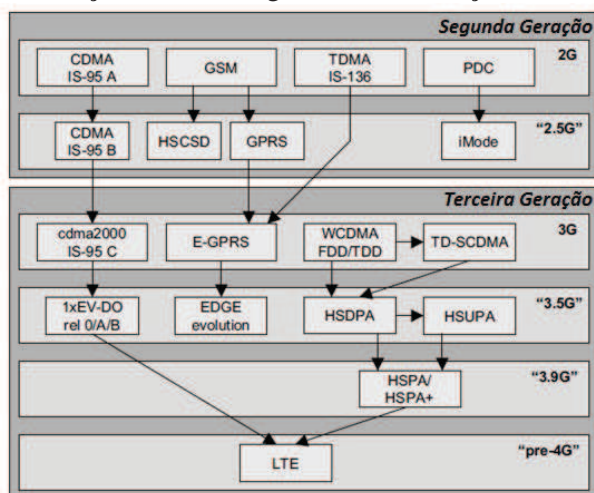 Segunda Geração
2G
CDMA
IS-95 A
GSM
TDMA
IS-136
PDC
"2.5G"
CDMA
IS-95 B
HSCSD
GPRS
iMode
Terceira Geração
3G
cdma2000
IS-95 C
E-GPRS
WCDMA
FDD/TDD
TD-SCDMA
"3.5G"
1xEV-DO
rel 0/A/B
EDGE
evolution
HSDPA
HSUPA
"3.9G"
HSPA/
HSPA+
"pre-4G"
LTE